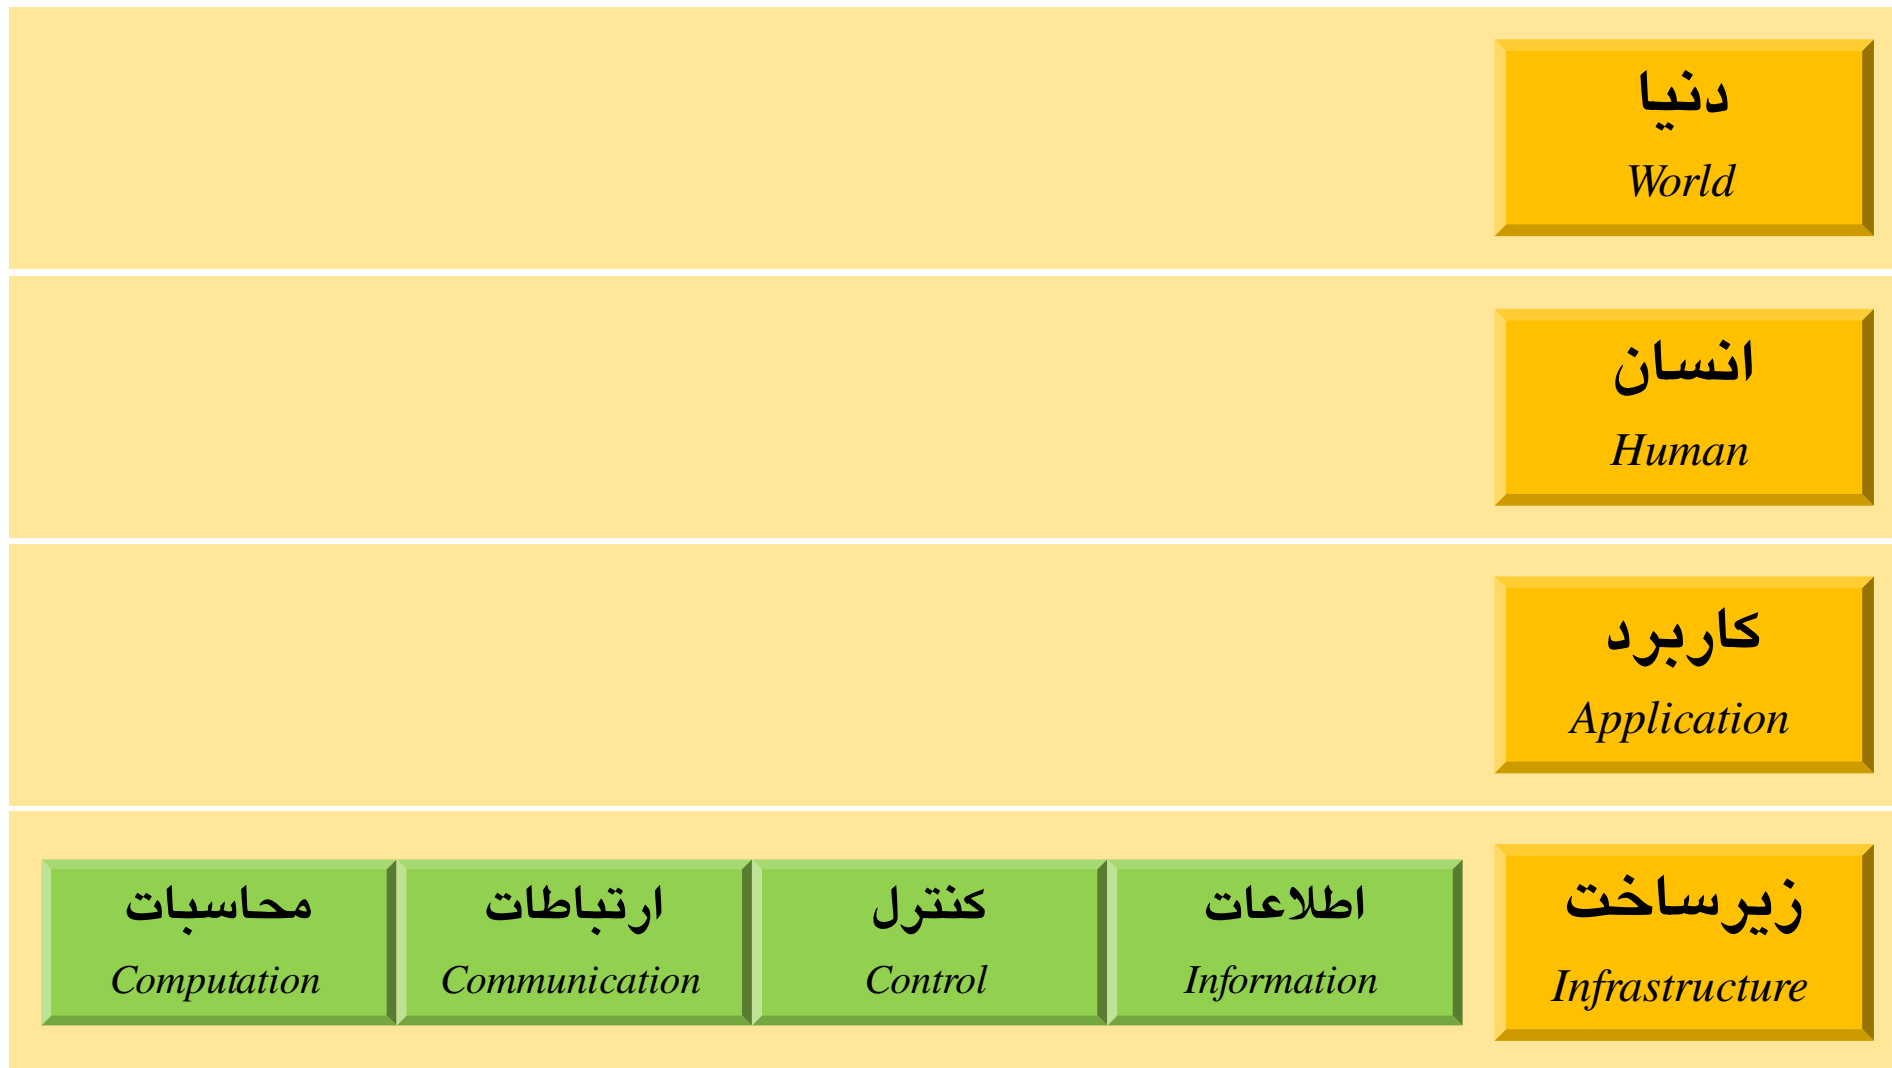 دنیا
World
انسان
Human
کاربرد
Application
زیرساخت
Infrastructure
اطلاعات
Information
کنترل
Control
ارتباطات
Communication
محاسبات
Computation